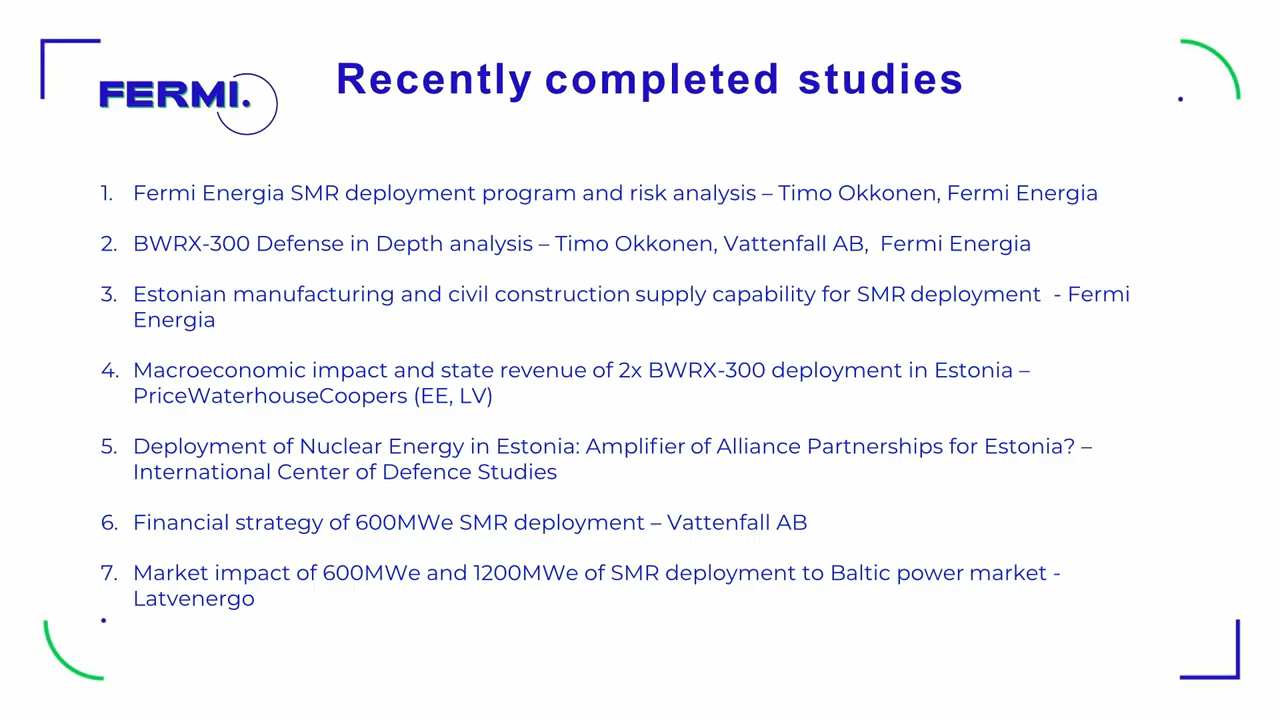 FERMI.
Recently completed studies
1. Fermi Energia SMR deployment program and risk analysis – Timo Okkonen, Fermi Energia
2. BWRX-300 Defense in Depth analysis – Timo Okkonen, Vattenfall AB, Fermi Energia
3. Estonian manufacturing and civil construction supply capability for SMR deployment - Fermi
Energia
4. Macroeconomic impact and state revenue of 2x BWRX-300 deployment in Estonia –
PriceWaterhouseCoopers (EE, LV)
5. Deployment of Nuclear Energy in Estonia: Amplifier of Alliance Partnerships for Estonia? –
International Center of Defence Studies
6. Financial strategy of 600MWe SMR deployment – Vattenfall AB
7. Market impact of 600MWe and 1200MWe of SMR deployment to Baltic power market -
Latvenergo